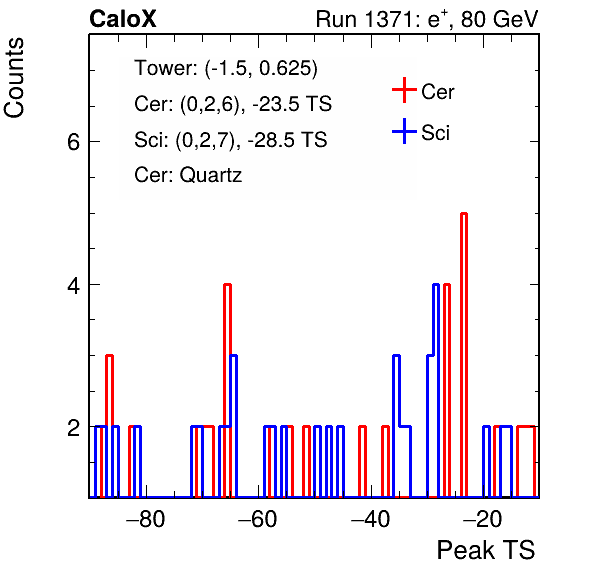 CaloX Run 1371: e+, 80 GeV
Counts
Tower: (-1.5, 0.625)
Cer: (0,2,6), -23.5 TS
Sci: (0,2,7), -28.5 TS
Cer: Quartz
Cer
Sci
6
4
2
−80 −60 −40 −20
Peak TS